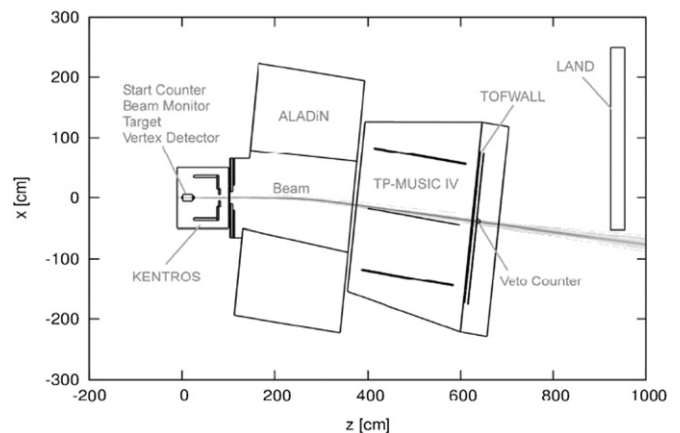 300
200
100
0
-100
-200
-300
x [cm]
-200
0
200
400
600
800
1000
z [cm]
Start Counter
Beam Monitor
Target
Vertex Detector
KENTROS
ALADiN
Beam
TP-MUSIC IV
TOFWALL
LAND
Veto Counter